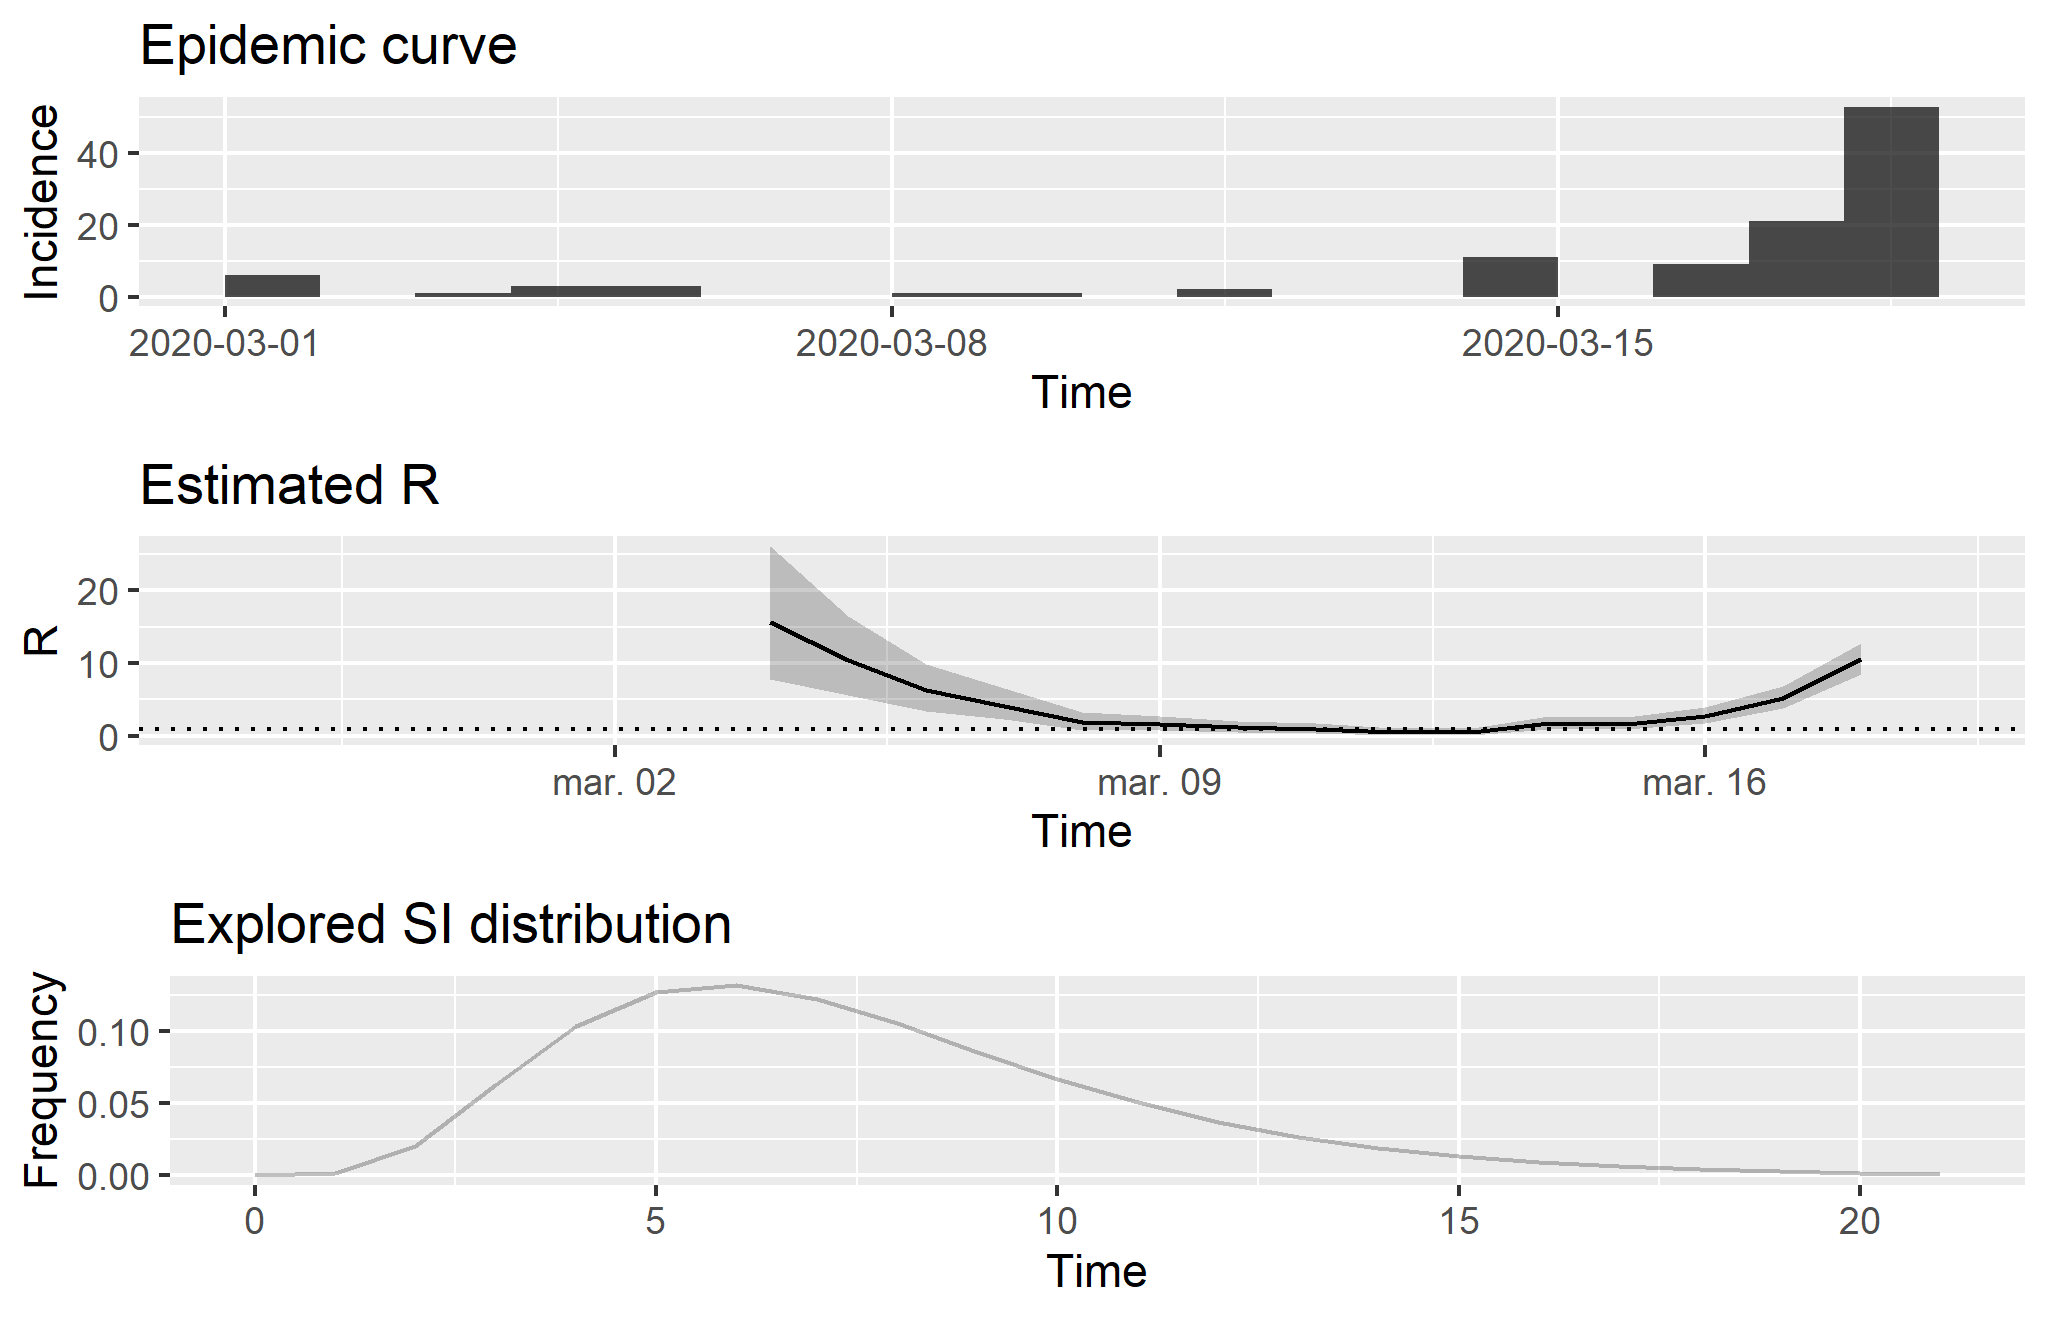 Epidemic curve
Incidence
40
20
0
2020-03-01 2020-03-08 2020-03-15
Time
Estimated R
R
20
10
0
mar. 02 mar. 09 mar. 16
Time
Explored SI distribution
Frequency
0.10
0.05
0.00
0 5 10 15 20
Time